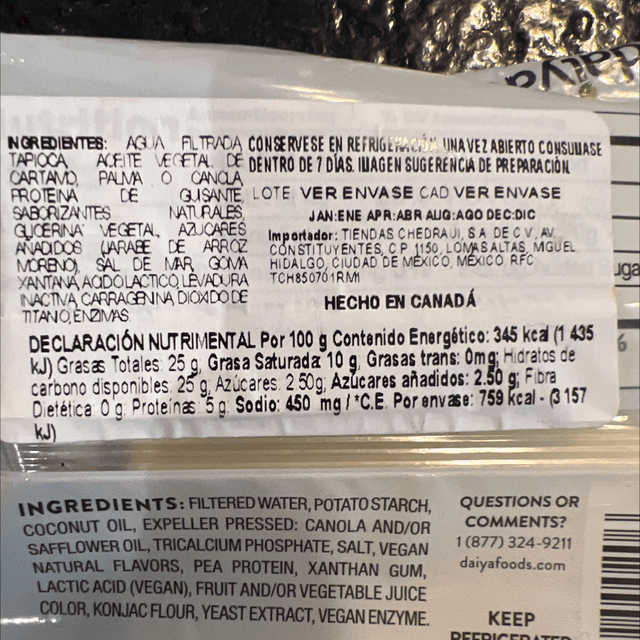 daiya
INGREDIENTES: AGUA FILTRADA,
TAPIOCA, ACEITE VEGETAL DE
CARTAMO, PALMA O CANOLA,
PROTEINA DE GUISANTE,
SABORIZANTES NATURALES,
GLICERINA VEGETAL, AZUCARES
AÑADIDOS (JARABE DE ARROZ
MORENO), SAL DE MAR, GOMA
XANTANA, ACIDO LACTICO, LEVADURA
INACTIVA, CARRAGENINA DIOXIDO DE
TITANIO, ENZIMAS.
CONSERVESE EN REFRIGERACIÓN, UNA VEZ ABIERTO CONSUMASE
DENTRO DE 7 DÍAS. IMAGEN SUGERENCIA DE PREPARACIÓN.
LOTE VER ENVASE CAD VER ENVASE
JAN:ENE APR:ABR AUG:AGO DEC:DIC
Importador: TIENDAS CHEDRAUI, S.A. DE C.V., AV.
CONSTITUYENTES, C.P. 1150, LOMAS ALTAS, MIGUEL
HIDALGO, CIUDAD DE MÉXICO, MÉXICO. RFC
TCH850701RM1
HECHO EN CANADÁ
DECLARACIÓN NUTRIMENTAL Por 100 g Contenido Energético: 345 kcal (1 435
kJ) Grasas Totales: 25 g, Grasa Saturada: 10 g, Grasas trans: 0mg; Hidratos de
carbono disponibles: 25 g, Azúcares: 2.50g; Azúcares añadidos: 2.50 g; Fibra
Dietética: 0 g; Proteínas: 5 g; Sodio: 450 mg / *C.E. Por envase: 759 kcal - (3 157
kJ)
INGREDIENTS: FILTERED WATER, POTATO STARCH,
COCONUT OIL, EXPELLER PRESSED: CANOLA AND/OR
SAFFLOWER OIL, TRICALCIUM PHOSPHATE, SALT, VEGAN
NATURAL FLAVORS, PEA PROTEIN, XANTHAN GUM,
LACTIC ACID (VEGAN), FRUIT AND/OR VEGETABLE JUICE
COLOR, KONJAC FLOUR, YEAST EXTRACT, VEGAN ENZYME.
QUESTIONS OR
COMMENTS?
1 (877) 324-9211
daiyafoods.com
KEEP
REFRIGERATED